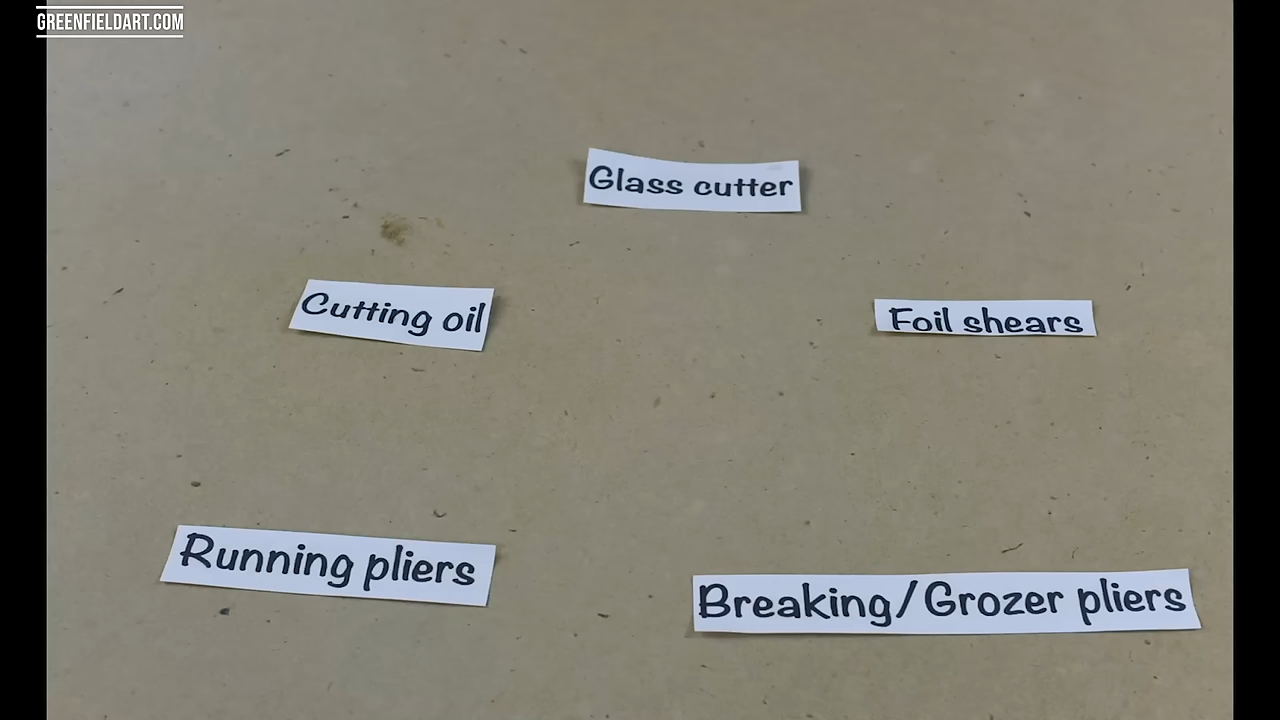 GREENFIELDART.COM
Glass cutter
Cutting oil
Foil shears
Running pliers
Breaking/Grozer pliers